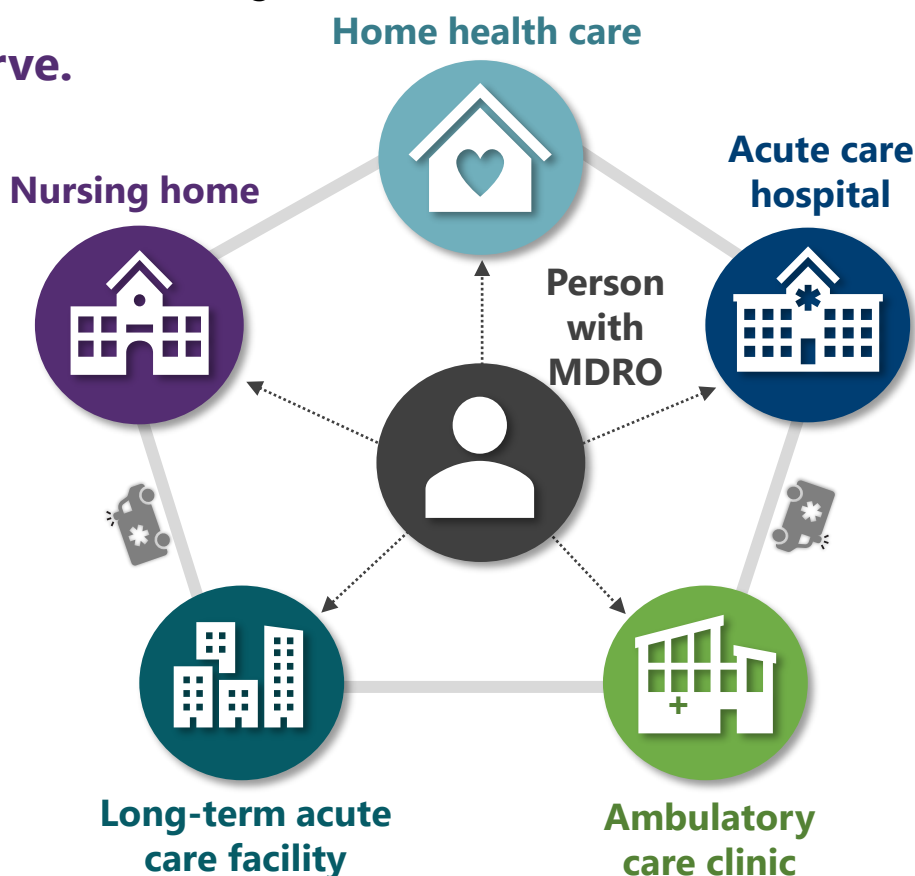 Home health care
Acute care
hospital
Nursing home
Person
with
MDRO
Long-term acute
care facility
Ambulatory
care clinic